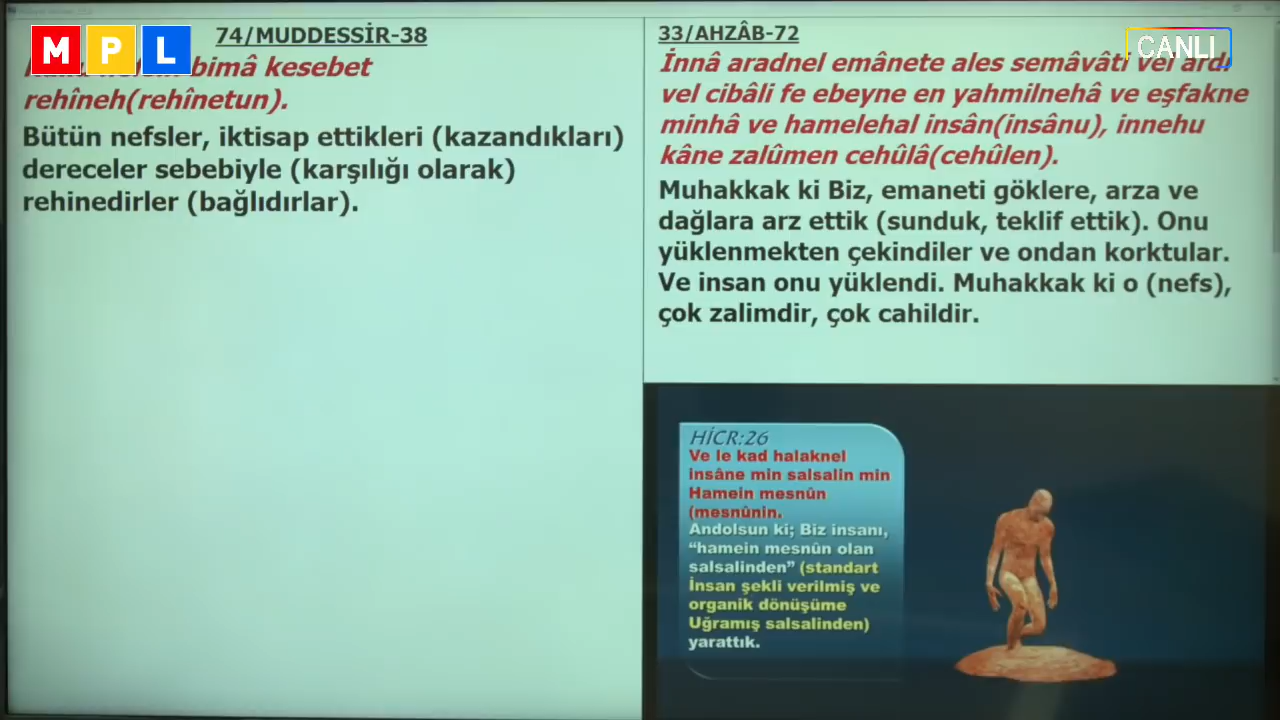 MPL
74/MUDDESSİR-38
bimâ kesebet
rehîneh(rehînetun).
Bütün nefsler, iktisap ettikleri (kazandıkları)
dereceler sebebiyle (karşılığı olarak)
rehinedirler (bağlıdırlar).
33/AHZÂB-72
CANLI
İnnâ aradnel emânete ales semâvâti vel ardı
vel cibâli fe ebeyne en yahmilnehâ ve eşfakne
minhâ ve hamelehal insân(insânu), innehu
kâne zalûmen cehûlâ(cehûlen).
Muhakkak ki Biz, emaneti göklere, arza ve
dağlara arz ettik (sunduk, teklif ettik). Onu
yüklenmekten çekindiler ve ondan korktular.
Ve insan onu yüklendi. Muhakkak ki o (nefs),
çok zalimdir, çok cahildir.
HİCR:26
Ve le kad halaknel
insâne min salsalin min
Hamein mesnûn
(mesnûnin.
Andolsun ki; Biz insanı,
“hamein mesnûn olan
salsalinden” (standart
İnsan şekli verilmiş ve
organik dönüşüme
Uğramış salsalinden)
yarattık.